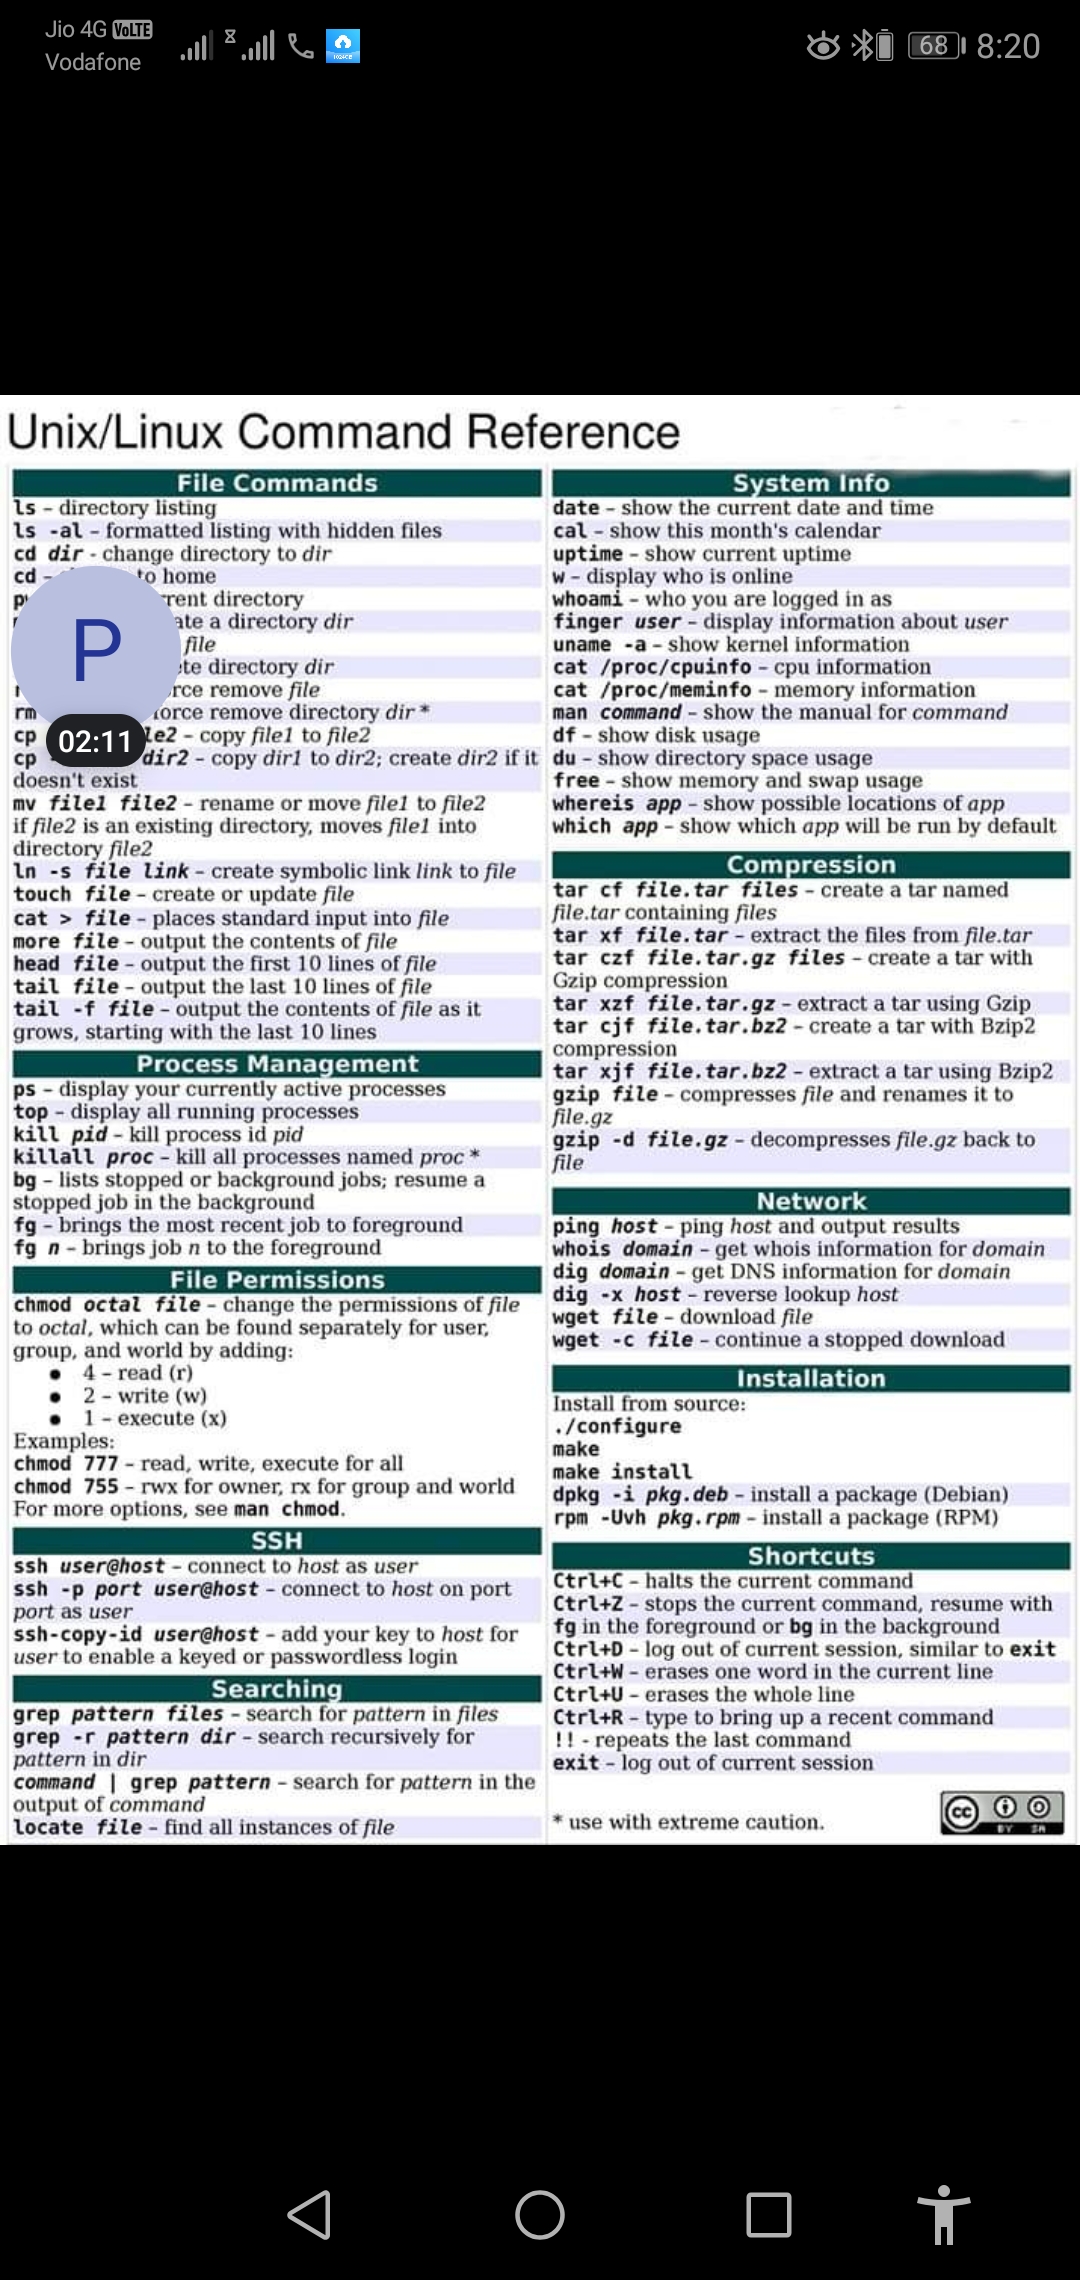 Jio 4G VoLTE
Vodafone
68
8:20
Unix/Linux Command Reference
File Commands
ls – directory listing
ls -al – formatted listing with hidden files
cd dir - change directory to dir
cd – to home
rent directory
ate a directory dir
file
te directory dir
rce remove file
rm force remove directory dir *
cp le2 – copy file1 to file2
cp dir2 – copy dir1 to dir2; create dir2 if it
doesn't exist
mv file1 file2 – rename or move file1 to file2
if file2 is an existing directory, moves file1 into
directory file2
ln -s file link – create symbolic link link to file
touch file – create or update file
cat > file – places standard input into file
more file – output the contents of file
head file – output the first 10 lines of file
tail file – output the last 10 lines of file
tail -f file – output the contents of file as it
grows, starting with the last 10 lines
P
02:11
Process Management
ps – display your currently active processes
top – display all running processes
kill pid – kill process id pid
killall proc – kill all processes named proc *
bg – lists stopped or background jobs; resume a
stopped job in the background
fg – brings the most recent job to foreground
fg n – brings job n to the foreground
File Permissions
chmod octal file – change the permissions of file
to octal, which can be found separately for user,
group, and world by adding:
● 4 – read (r)
● 2 – write (w)
● 1 – execute (x)
Examples:
chmod 777 – read, write, execute for all
chmod 755 – rwx for owner, rx for group and world
For more options, see man chmod.
SSH
ssh user@host – connect to host as user
ssh -p port user@host – connect to host on port
port as user
ssh-copy-id user@host – add your key to host for
user to enable a keyed or passwordless login
Searching
grep pattern files – search for pattern in files
grep -r pattern dir – search recursively for
pattern in dir
command | grep pattern – search for pattern in the
output of command
locate file – find all instances of file
System Info
date – show the current date and time
cal – show this month's calendar
uptime – show current uptime
w – display who is online
whoami – who you are logged in as
finger user – display information about user
uname -a – show kernel information
cat /proc/cpuinfo – cpu information
cat /proc/meminfo – memory information
man command – show the manual for command
df – show disk usage
du – show directory space usage
free – show memory and swap usage
whereis app – show possible locations of app
which app – show which app will be run by default
Compression
tar cf file.tar files – create a tar named
file.tar containing files
tar xf file.tar – extract the files from file.tar
tar czf file.tar.gz files – create a tar with
Gzip compression
tar xzf file.tar.gz – extract a tar using Gzip
tar cjf file.tar.bz2 – create a tar with Bzip2
compression
tar xjf file.tar.bz2 – extract a tar using Bzip2
gzip file – compresses file and renames it to
file.gz
gzip -d file.gz – decompresses file.gz back to
file
Network
ping host – ping host and output results
whois domain – get whois information for domain
dig domain – get DNS information for domain
dig -x host – reverse lookup host
wget file – download file
wget -c file – continue a stopped download
Installation
Install from source:
./configure
make
make install
dpkg -i pkg.deb – install a package (Debian)
rpm -Uvh pkg.rpm – install a package (RPM)
Shortcuts
Ctrl+C – halts the current command
Ctrl+Z – stops the current command, resume with
fg in the foreground or bg in the background
Ctrl+D – log out of current session, similar to exit
Ctrl+W – erases one word in the current line
Ctrl+U – erases the whole line
Ctrl+R – type to bring up a recent command
!! - repeats the last command
exit – log out of current session
* use with extreme caution.
cc BY SA